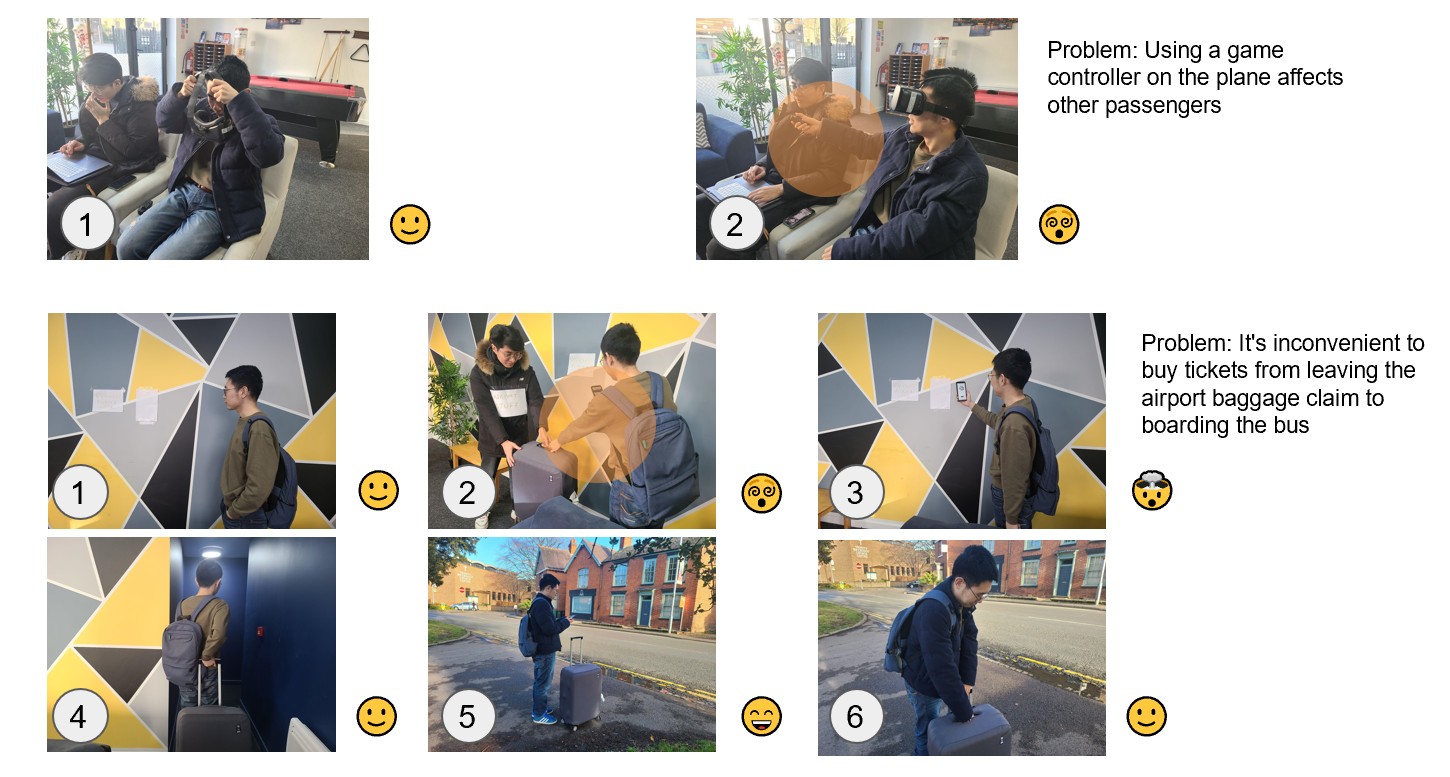 1
2
Problem: Using a game
controller on the plane affects
other passengers
1
2
3
Problem: It's inconvenient to
buy tickets from leaving the
airport baggage claim to
boarding the bus
4
5
6